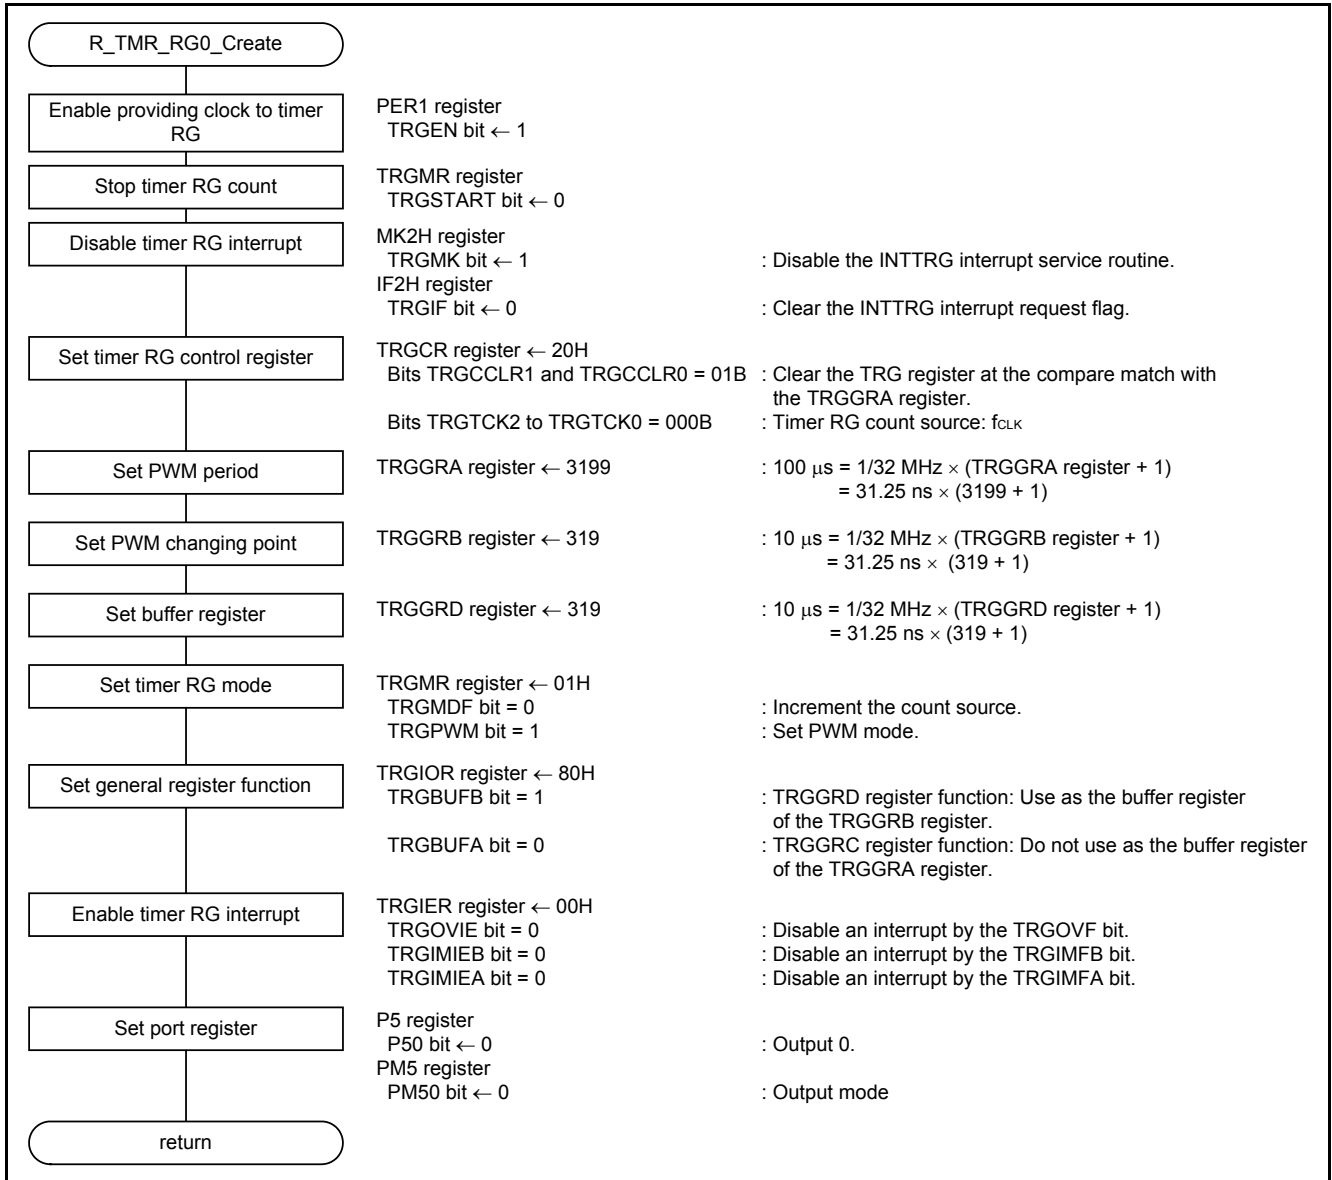 R_TMR_RG0_Create
Enable providing clock to timer
RG
PER1 register
TRGEN bit ← 1
Stop timer RG count
TRGMR register
TRGSTART bit ← 0
Disable timer RG interrupt
MK2H register
TRGMK bit ← 1 : Disable the INTTRG interrupt service routine.
IF2H register
TRGIF bit ← 0 : Clear the INTTRG interrupt request flag.
Set timer RG control register
TRGCR register ← 20H
Bits TRGCCLR1 and TRGCCLR0 = 01B : Clear the TRG register at the compare match with
the TRGGRA register.
Bits TRGTCK2 to TRGTCK0 = 000B : Timer RG count source: fCLK
Set PWM period
TRGGRA register ← 3199 : 100 μs = 1/32 MHz × (TRGGRA register + 1)
= 31.25 ns × (3199 + 1)
Set PWM changing point
TRGGRB register ← 319 : 10 μs = 1/32 MHz × (TRGGRB register + 1)
= 31.25 ns × (319 + 1)
Set buffer register
TRGGRD register ← 319 : 10 μs = 1/32 MHz × (TRGGRD register + 1)
= 31.25 ns × (319 + 1)
Set timer RG mode
TRGMR register ← 01H
TRGMDF bit = 0 : Increment the count source.
TRGPWM bit = 1 : Set PWM mode.
Set general register function
TRGIOR register ← 80H
TRGBUFB bit = 1 : TRGGRD register function: Use as the buffer register
of the TRGGRB register.
TRGBUFA bit = 0 : TRGGRC register function: Do not use as the buffer register
of the TRGGRA register.
Enable timer RG interrupt
TRGIER register ← 00H
TRGOVIE bit = 0 : Disable an interrupt by the TRGOVF bit.
TRGIMIEB bit = 0 : Disable an interrupt by the TRGIMFB bit.
TRGIMIEA bit = 0 : Disable an interrupt by the TRGIMFA bit.
Set port register
P5 register
P50 bit ← 0 : Output 0.
PM5 register
PM50 bit ← 0 : Output mode
return